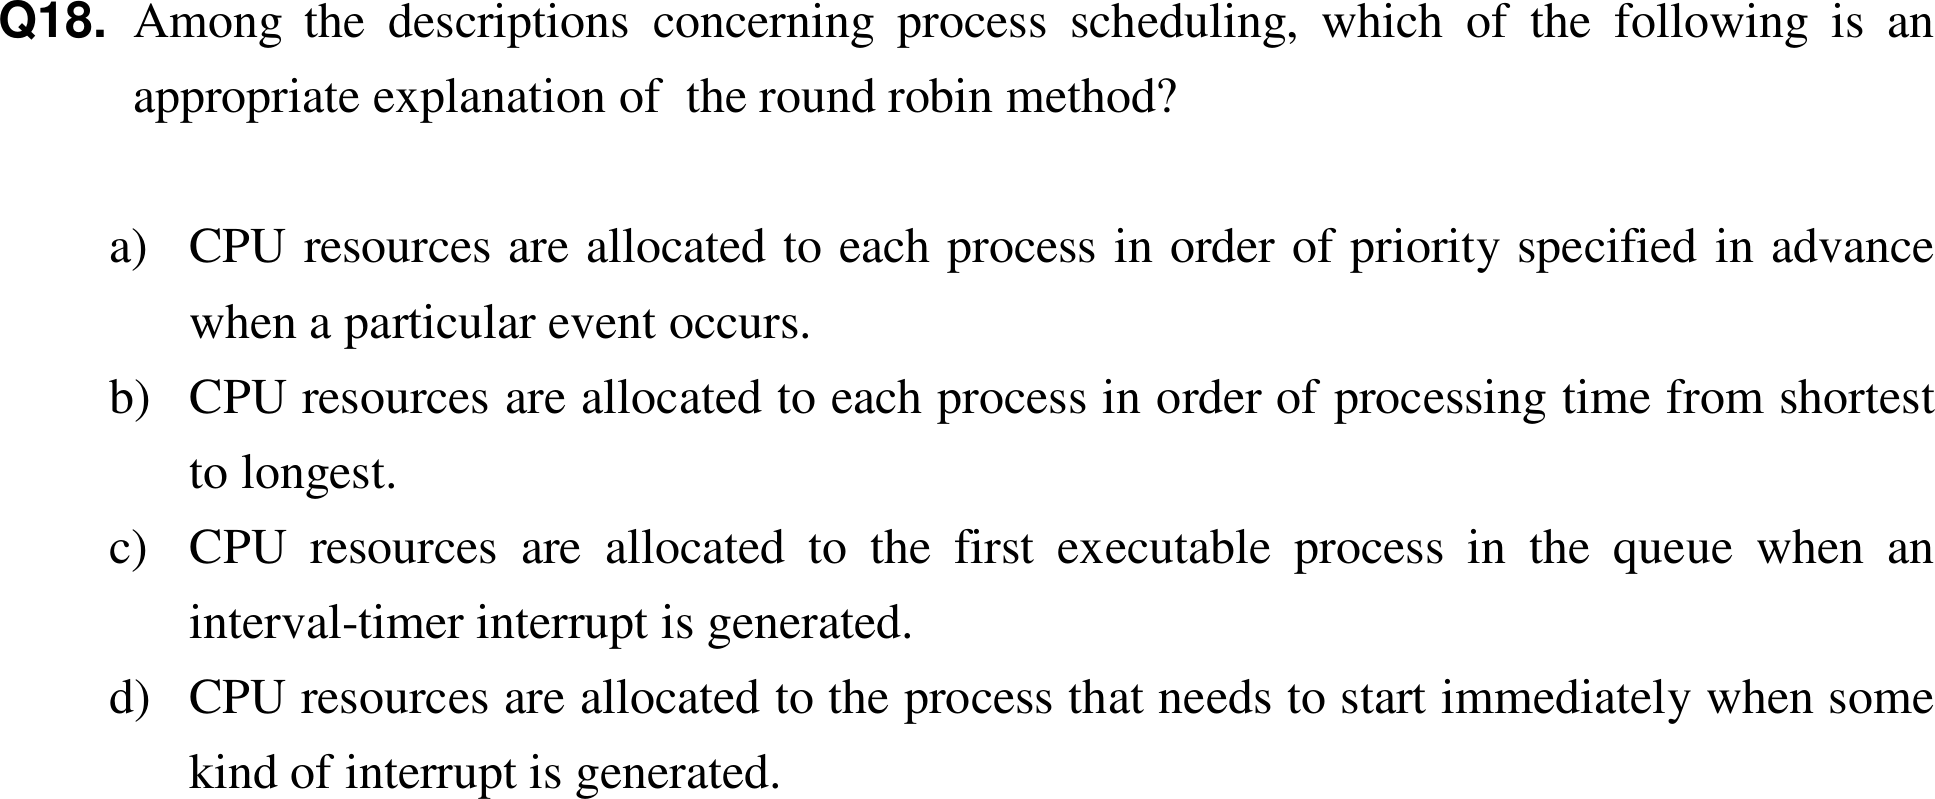 Q18. Among the descriptions concerning process scheduling, which of the following is an
appropriate explanation of the round robin method?
a) CPU resources are allocated to each process in order of priority specified in advance
when a particular event occurs.
b) CPU resources are allocated to each process in order of processing time from shortest
to longest.
c) CPU resources are allocated to the first executable process in the queue when an
interval-timer interrupt is generated.
d) CPU resources are allocated to the process that needs to start immediately when some
kind of interrupt is generated.